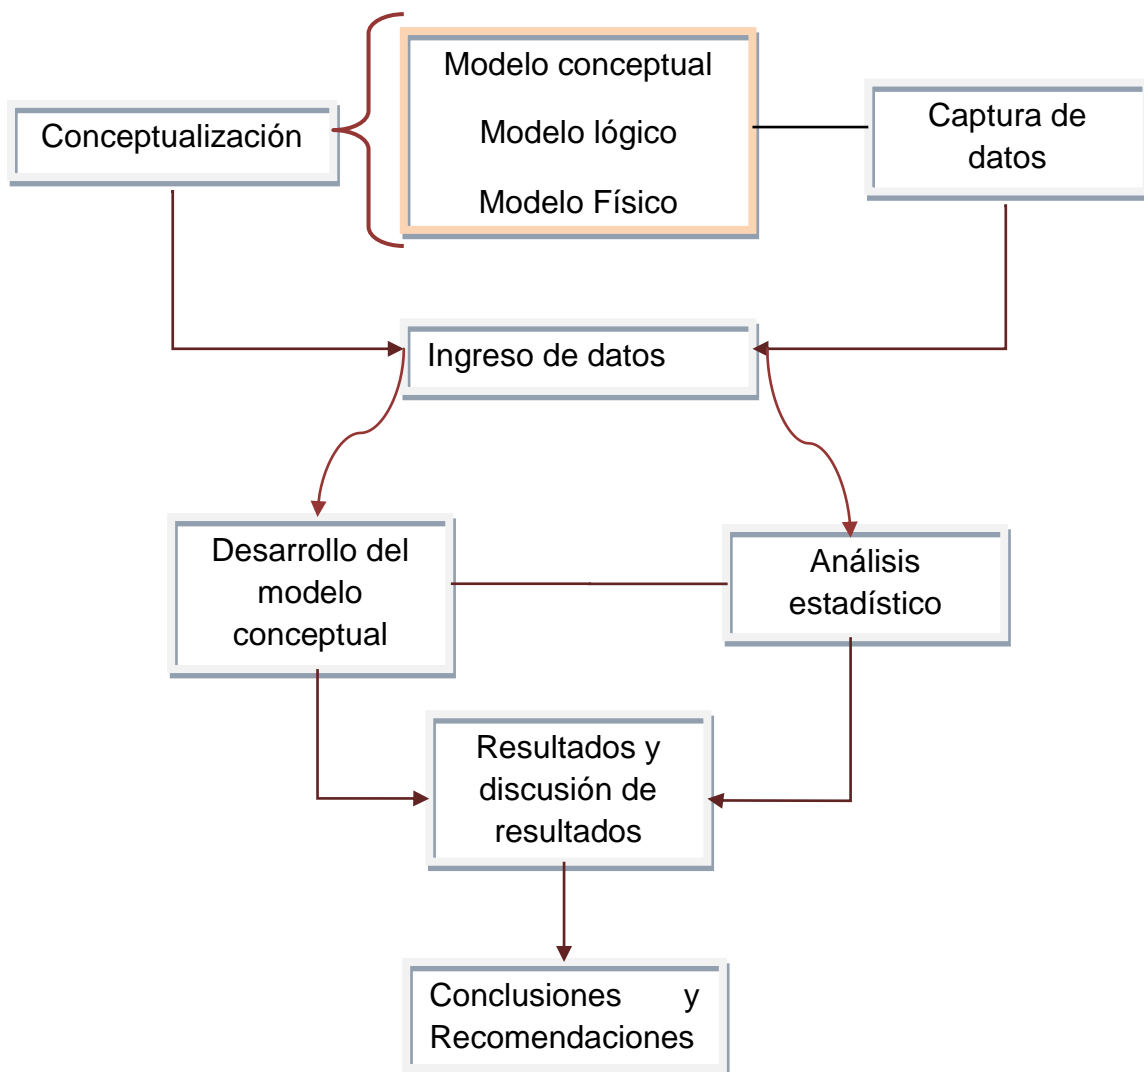 Conceptualización
Modelo conceptual
Modelo lógico
Modelo Físico
Captura de
datos
Ingreso de datos
Desarrollo del
modelo
conceptual
Análisis
estadístico
Resultados y
discusión de
resultados
Conclusiones y
Recomendaciones